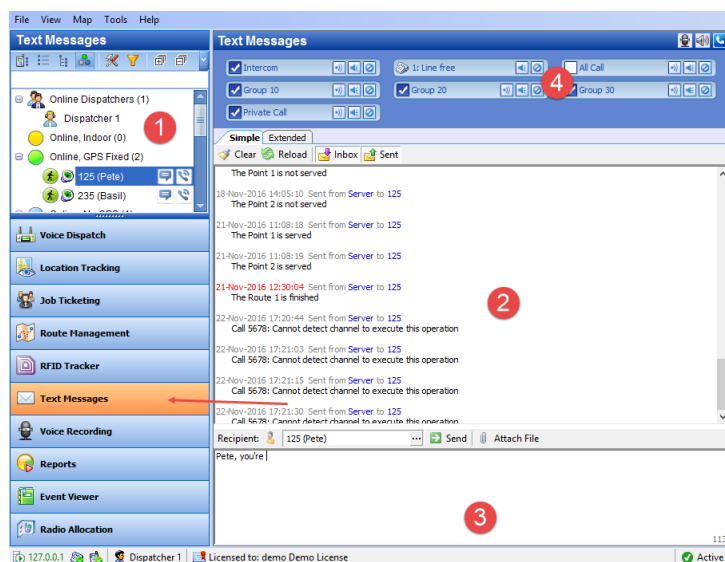 File View Map Tools Help
Text Messages
Online Dispatchers (1)
Dispatcher 1
Online, Indoor (0)
Online, GPS Fixed (2)
125 (Pete)
235 (Basil)
1
Voice Dispatch
Location Tracking
Job Ticketing
Route Management
RFID Tracker
Text Messages
Voice Recording
Reports
Event Viewer
Radio Allocation
Text Messages
Intercom
1: Line free
All Call
Group 10
Group 20
Group 30
Private Call
4
Simple Extended
Clear Reload Inbox Sent
The Point 1 is not served
18-Nov-2016 14:05:10 Sent from Server to 125
The Point 2 is not served
21-Nov-2016 11:08:18 Sent from Server to 125
The Point 1 is served
21-Nov-2016 11:08:19 Sent from Server to 125
The Point 2 is served
21-Nov-2016 12:30:04 Sent from Server to 125
The Route 1 is finished
22-Nov-2016 17:20:44 Sent from Server to 125
Call 5678: Cannot detect channel to execute this operation
22-Nov-2016 17:21:03 Sent from Server to 125
Call 5678: Cannot detect channel to execute this operation
22-Nov-2016 17:21:15 Sent from Server to 125
Call 5678: Cannot detect channel to execute this operation
22-Nov-2016 17:21:30 Sent from Server to 125
Call 5678: Cannot detect channel to execute this operation
2
Recipient: 125 (Pete) ... Send Attach File
Pete, you're
3
113
127.0.0.1 Dispatcher 1 Licensed to: demo Demo License Active